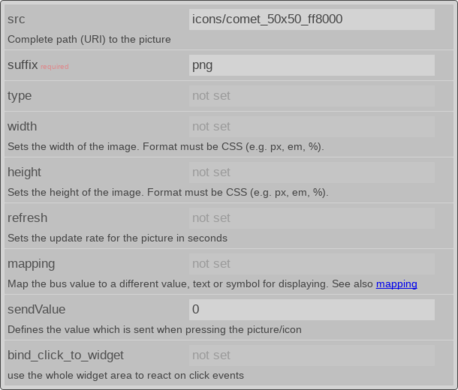 src icons/comet_50x50_ff8000
Complete path (URI) to the picture
suffix required! png
type not set
width not set
Sets the width of the image. Format must be CSS (e.g. px, em, %).
height not set
Sets the height of the image. Format must be CSS (e.g. px, em, %).
refresh not set
Sets the update rate for the picture in seconds
mapping not set
Map the bus value to a different value, text or symbol for displaying. See also mapping
sendValue 0
Defines the value which is sent when pressing the picture/icon
bind_click_to_widget not set
use the whole widget area to react on click events